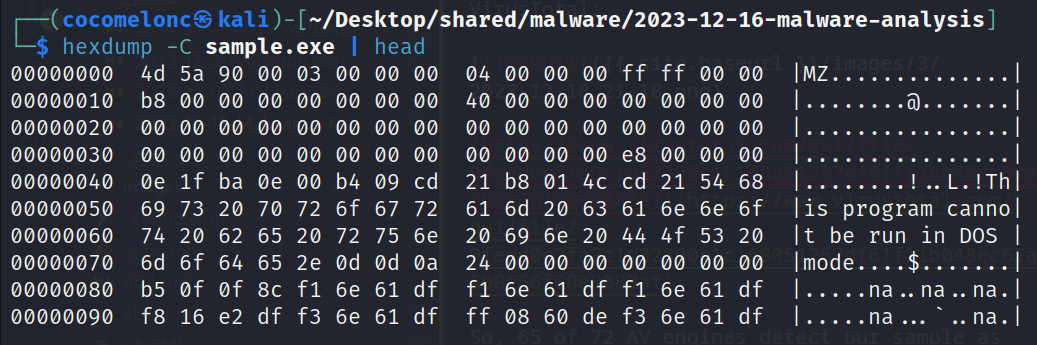 ┌──(cocomelonc㉿kali)-[~/Desktop/shared/malware/2023-12-16-malware-analysis]
└─$ hexdump -C sample.exe | head
00000000  4d 5a 90 00 03 00 00 00  04 00 00 00 ff ff 00 00  |MZ..............|
00000010  b8 00 00 00 00 00 00 00  40 00 00 00 00 00 00 00  |........@.......|
00000020  00 00 00 00 00 00 00 00  00 00 00 00 00 00 00 00  |................|
00000030  00 00 00 00 00 00 00 00  00 00 00 00 e8 00 00 00  |................|
00000040  0e 1f ba 0e 00 b4 09 cd  21 b8 01 4c cd 21 54 68  |........!..L.!Th|
00000050  69 73 20 70 72 6f 67 72  61 6d 20 63 61 6e 6e 6f  |is program canno|
00000060  74 20 62 65 20 72 75 6e  20 69 6e 20 44 4f 53 20  |t be run in DOS |
00000070  6d 6f 64 65 2e 0d 0d 0a  24 00 00 00 00 00 00 00  |mode....$.......|
00000080  b5 0f 0f 8c f1 6e 61 df  f1 6e 61 df f1 6e 61 df  |.....na..na..na.|
00000090  f8 16 e2 df f3 6e 61 df  ff 08 60 de f3 6e 61 df  |.....na...`..na.|
So, 65 of 72 AV engines detect our sample as